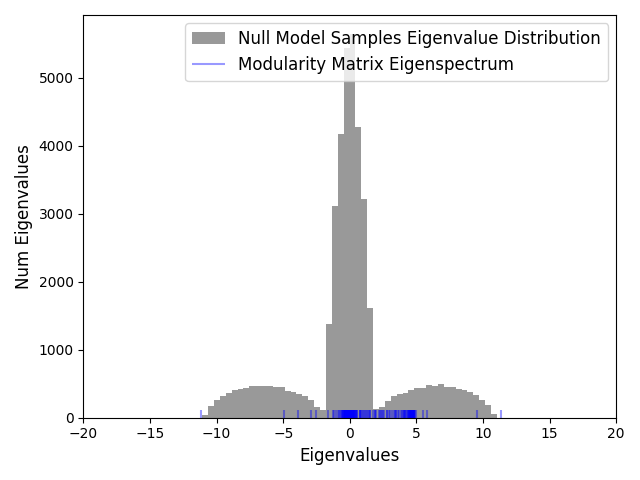 Null Model Samples Eigenvalue Distribution
Modularity Matrix Eigenspectrum
Num Eigenvalues
5000
4000
3000
2000
1000
0
−20 −15 −10 −5 0 5 10 15 20
Eigenvalues